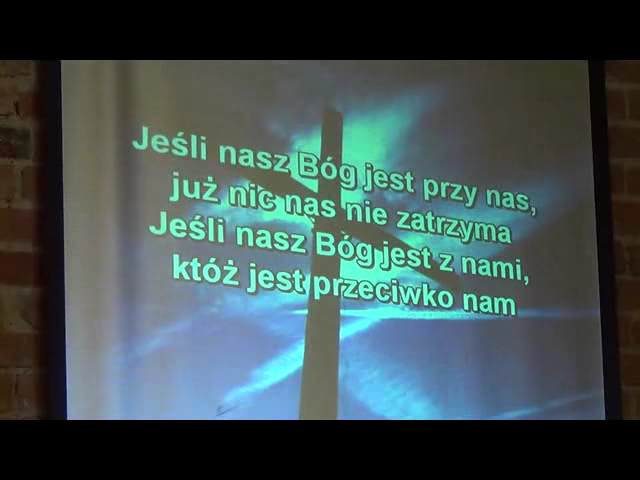 Jeśli nasz Bóg jest przy nas,
już nic nas nie zatrzyma
Jeśli nasz Bóg jest z nami,
któż jest przeciwko nam